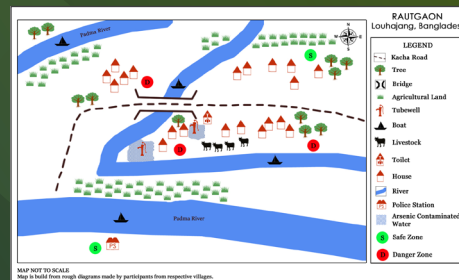 RAUTGAON
Louhajang, Banglades
Padma River
S
D
LEGEND
Kacha Road
Tree
Bridge
Agricultural Land
Tubewell
Boat
Livestock
Toilet
House
River
PS Police Station
Arsenic Contaminated
Water
S Safe Zone
D Danger Zone
D
D
Padma River
S
PS
MAP NOT TO SCALE
Map is build from rough diagrams made by participants from respective villages.